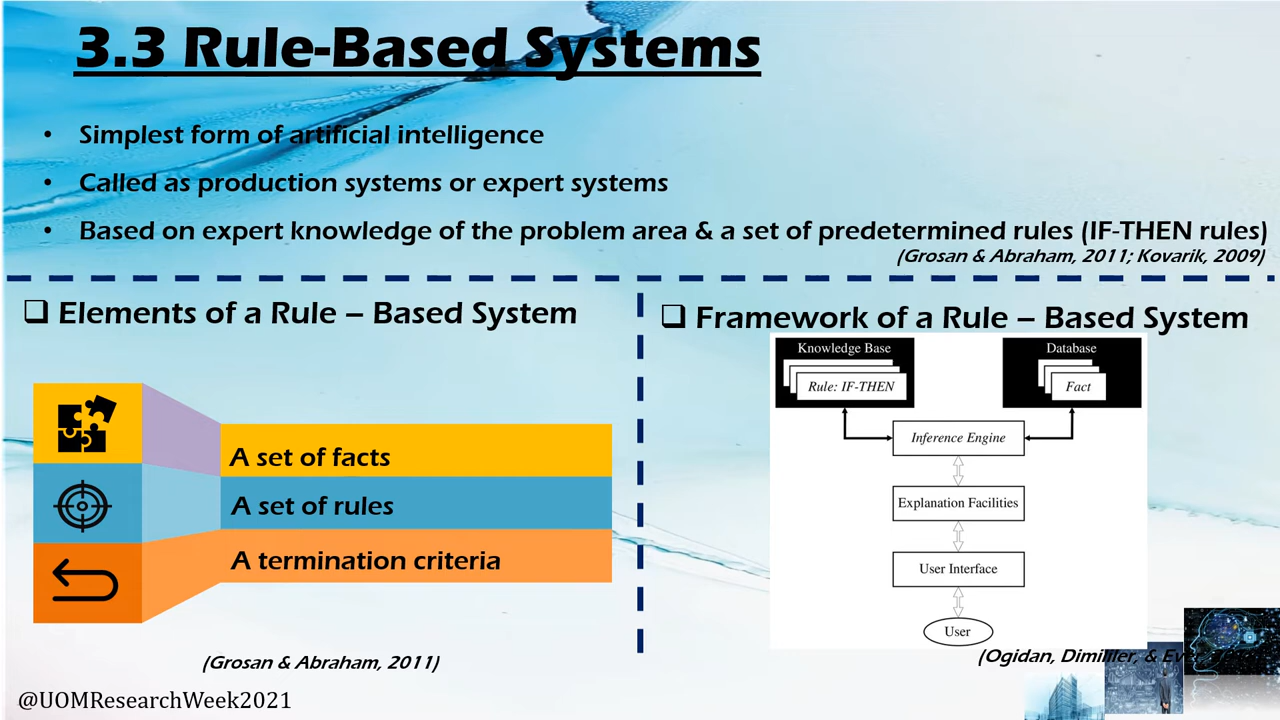 3.3 Rule-Based Systems
• Simplest form of artificial intelligence
• Called as production systems or expert systems
• Based on expert knowledge of the problem area & a set of predetermined rules (IF-THEN rules)
(Grosan & Abraham, 2011; Kovarik, 2009)
❑ Elements of a Rule – Based System
A set of facts
A set of rules
A termination criteria
(Grosan & Abraham, 2011)
❑ Framework of a Rule – Based System
Knowledge Base
Database
Rule: IF-THEN
Fact
Inference Engine
Explanation Facilities
User Interface
User
(Ogidan, Dimililer, &
@UOMResearchWeek2021